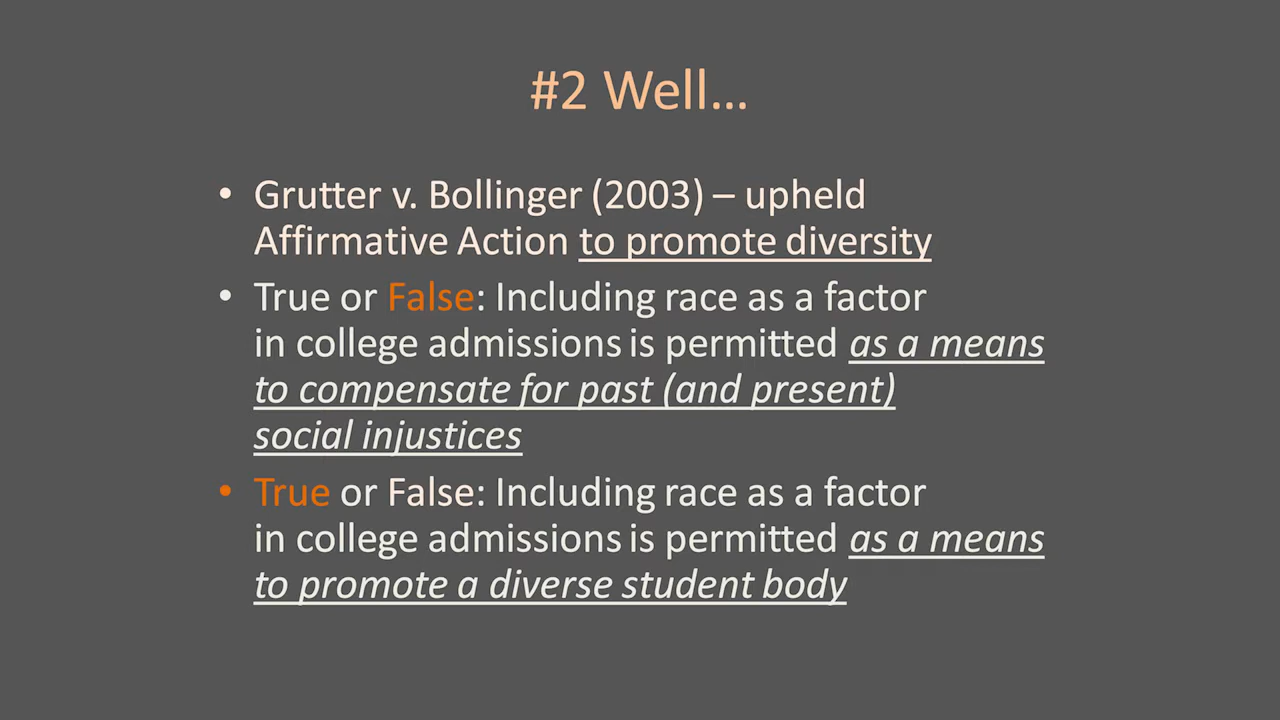 #2 Well…
• Grutter v. Bollinger (2003) – upheld
Affirmative Action to promote diversity
• True or False: Including race as a factor
in college admissions is permitted as a means
to compensate for past (and present)
social injustices
• True or False: Including race as a factor
in college admissions is permitted as a means
to promote a diverse student body